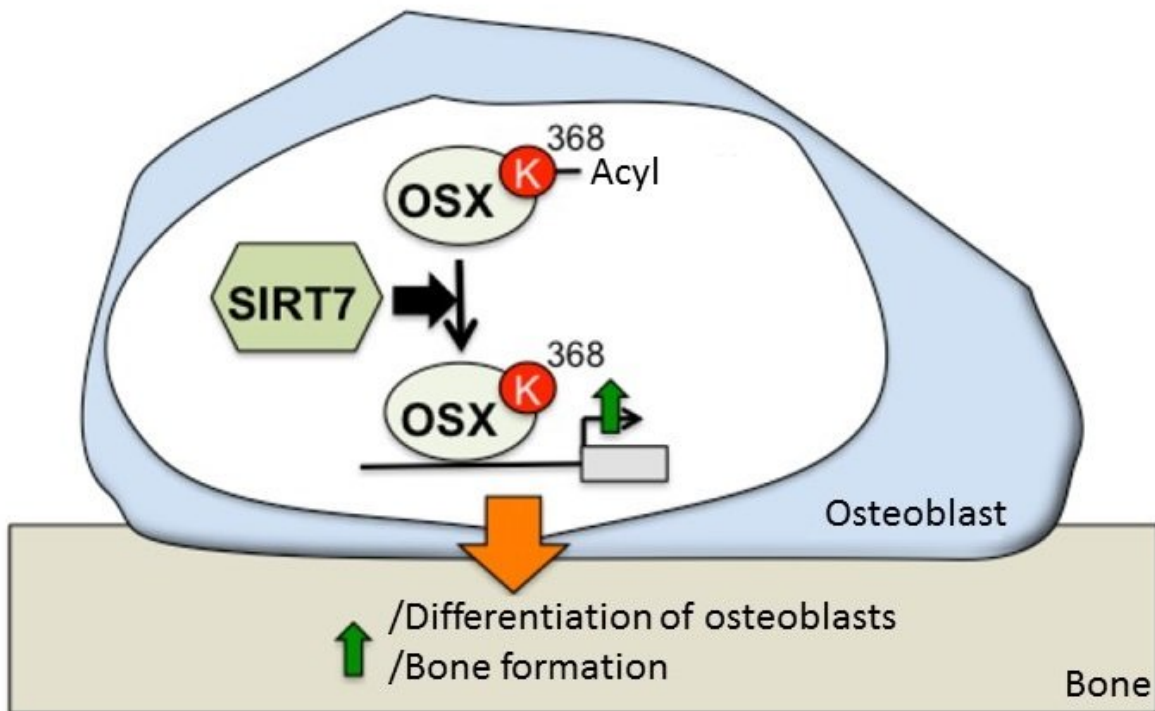 368
K
Acyl
OSX
SIRT7
368
K
OSX
Osteoblast
/Differentiation of osteoblasts
/Bone formation
Bone